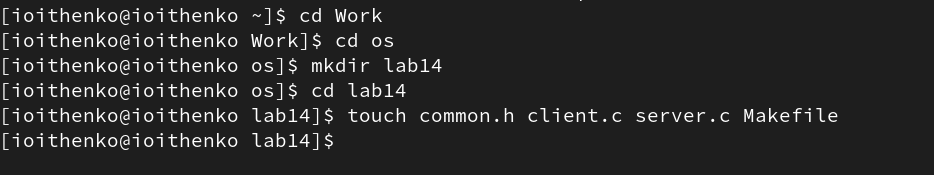 [ioithenko@ioithenko ~]$ cd Work
[ioithenko@ioithenko Work]$ cd os
[ioithenko@ioithenko os]$ mkdir lab14
[ioithenko@ioithenko os]$ cd lab14
[ioithenko@ioithenko lab14]$ touch common.h client.c server.c Makefile
[ioithenko@ioithenko lab14]$